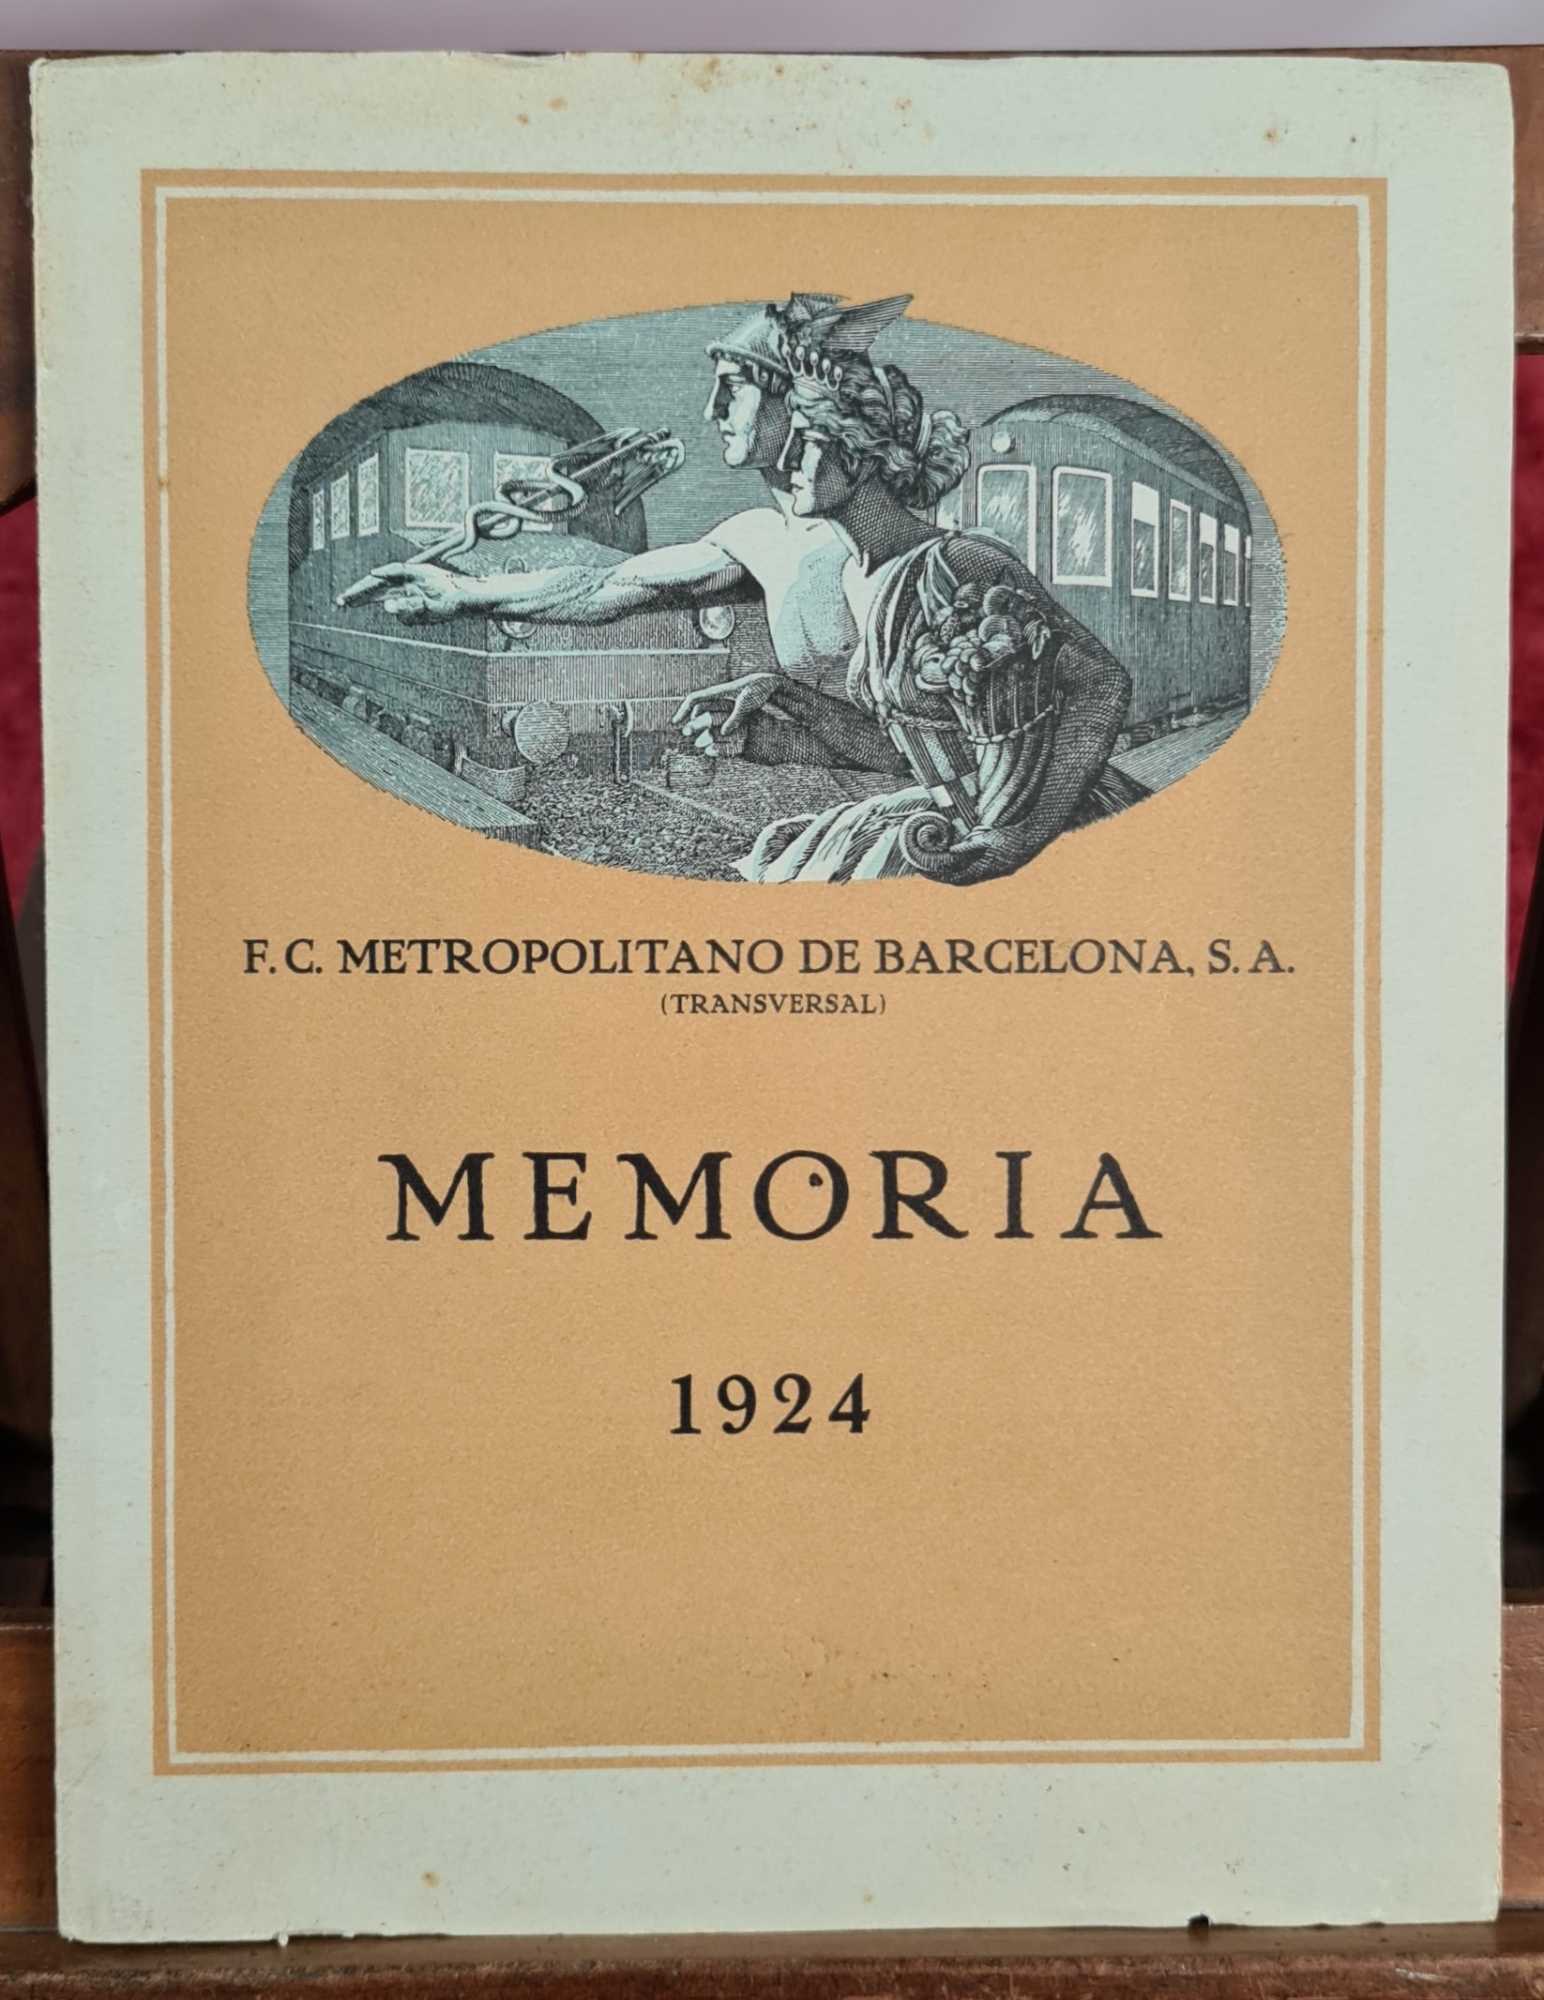 F. C. METROPOLITANO DE BARCELONA, S. A.
(TRANSVERSAL)
MEMORIA
1924